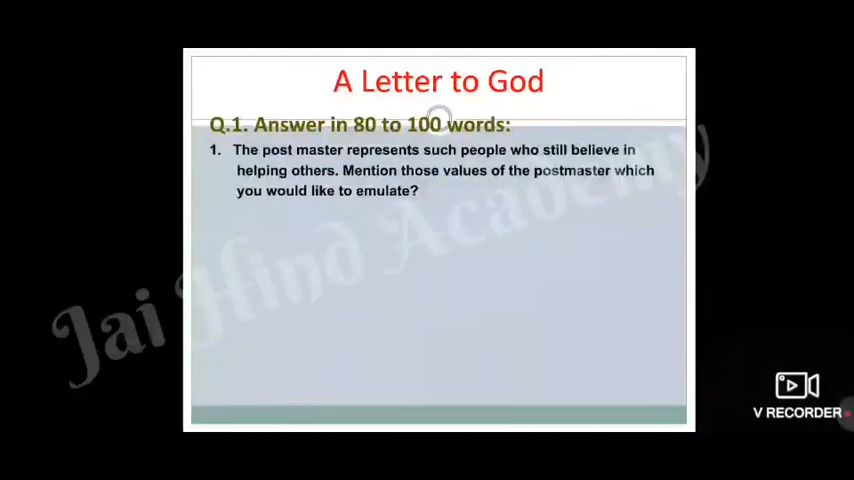 A Letter to God
Q.1. Answer in 80 to 100 words:
1. The post master represents such people who still believe in
helping others. Mention those values of the postmaster which
you would like to emulate?
Jai Hind Academy
V RECORDER